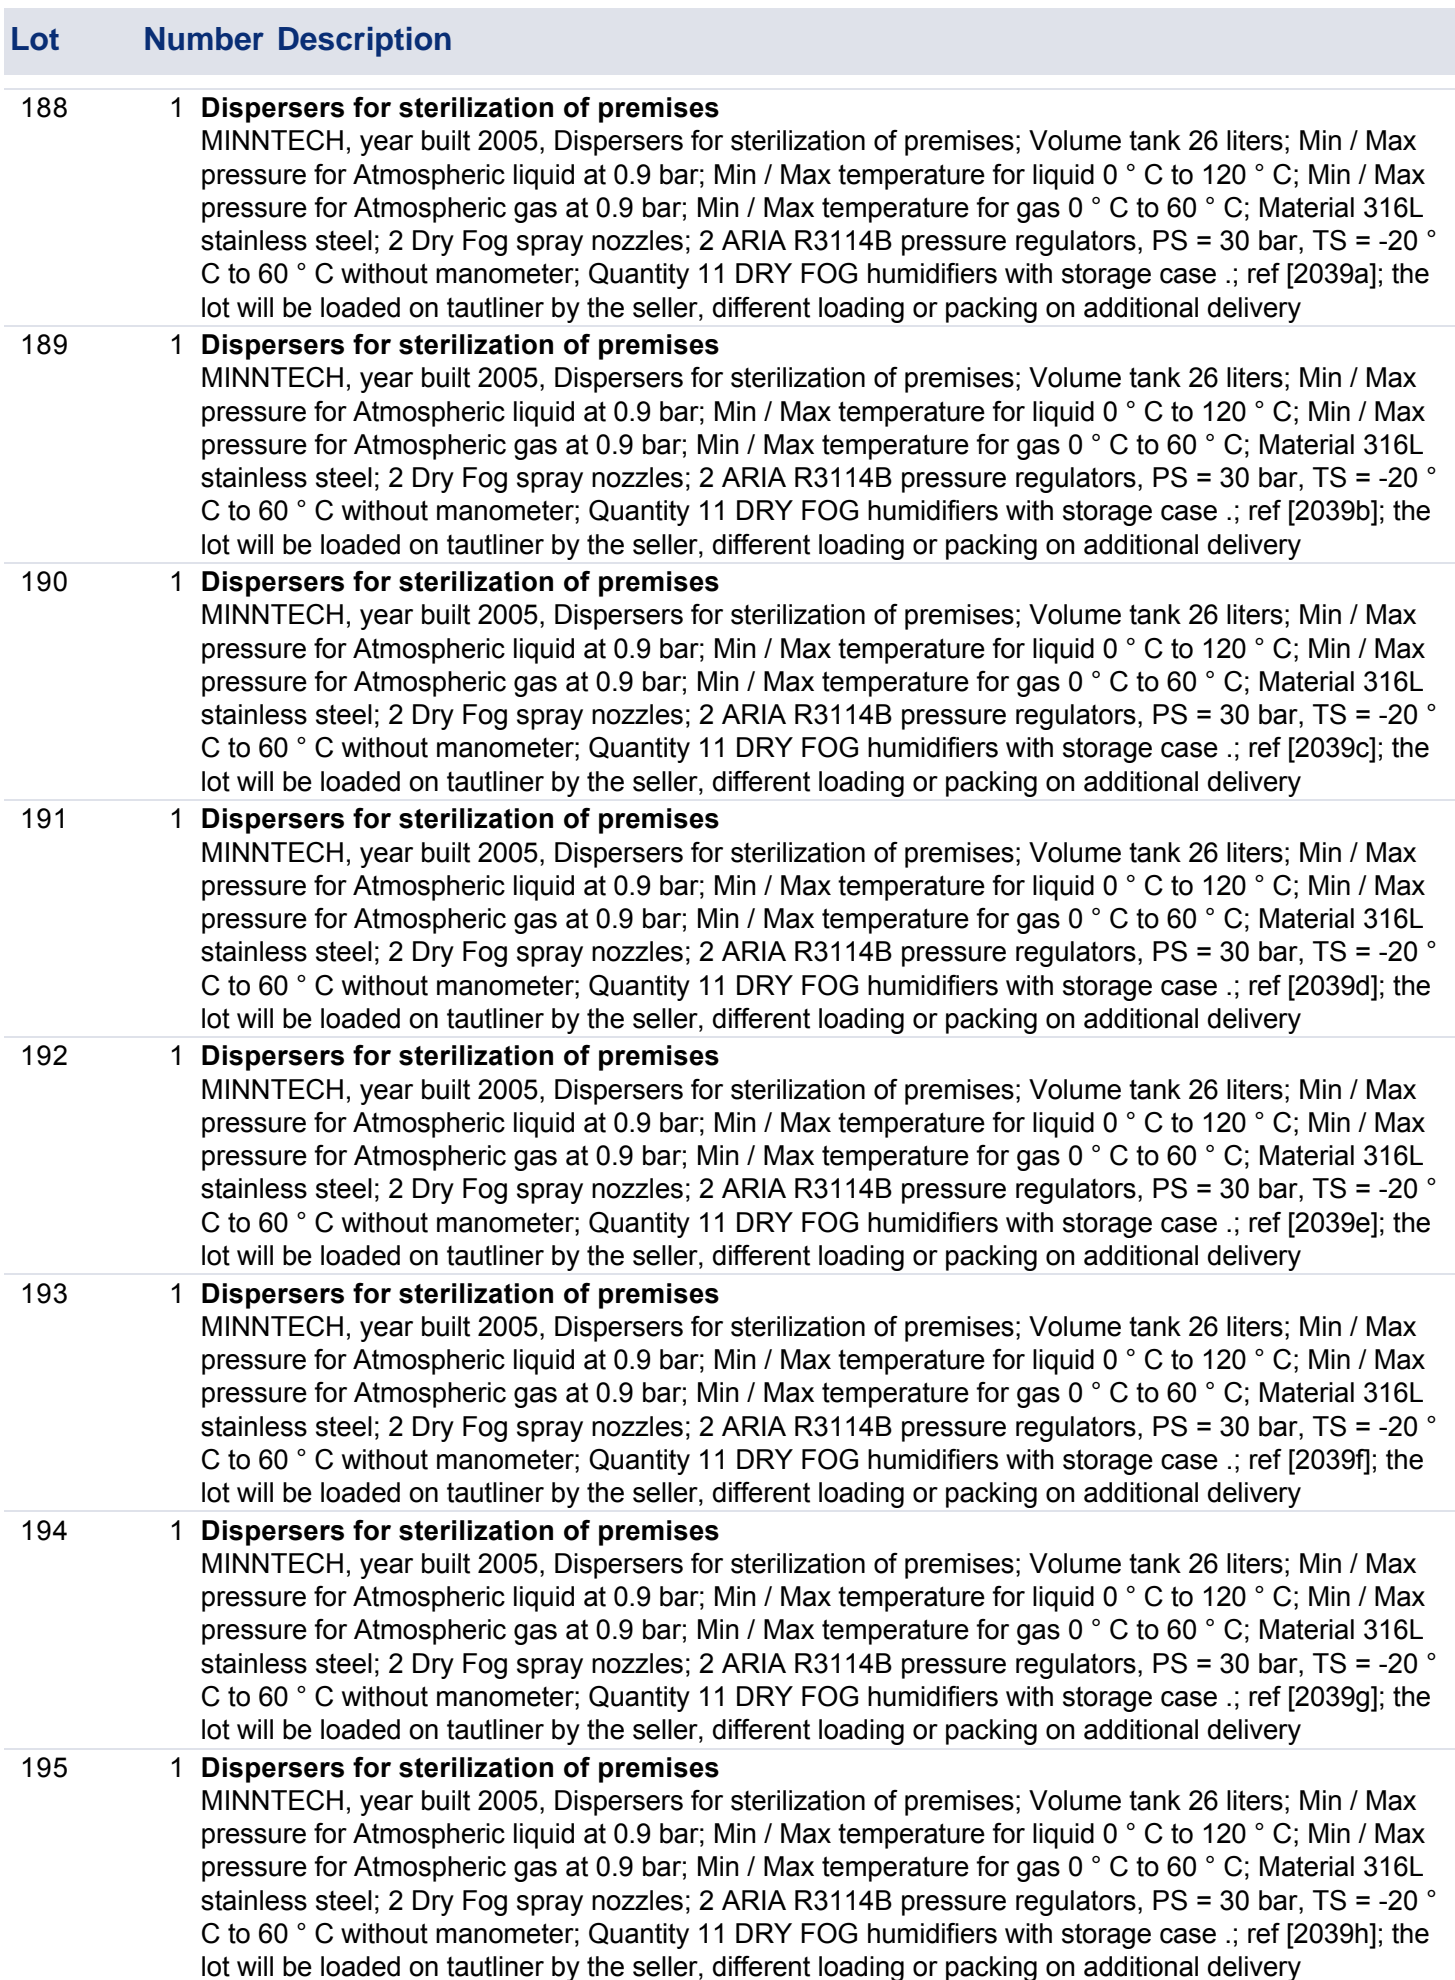 Lot Number Description
188 1 Dispersers for sterilization of premises
MINNTECH, year built 2005, Dispersers for sterilization of premises; Volume tank 26 liters; Min / Max
pressure for Atmospheric liquid at 0.9 bar; Min / Max temperature for liquid 0 ° C to 120 ° C; Min / Max
pressure for Atmospheric gas at 0.9 bar; Min / Max temperature for gas 0 ° C to 60 ° C; Material 316L
stainless steel; 2 Dry Fog spray nozzles; 2 ARIA R3114B pressure regulators, PS = 30 bar, TS = -20 °
C to 60 ° C without manometer; Quantity 11 DRY FOG humidifiers with storage case .; ref [2039a]; the
lot will be loaded on tautliner by the seller, different loading or packing on additional delivery
189 1 Dispersers for sterilization of premises
MINNTECH, year built 2005, Dispersers for sterilization of premises; Volume tank 26 liters; Min / Max
pressure for Atmospheric liquid at 0.9 bar; Min / Max temperature for liquid 0 ° C to 120 ° C; Min / Max
pressure for Atmospheric gas at 0.9 bar; Min / Max temperature for gas 0 ° C to 60 ° C; Material 316L
stainless steel; 2 Dry Fog spray nozzles; 2 ARIA R3114B pressure regulators, PS = 30 bar, TS = -20 °
C to 60 ° C without manometer; Quantity 11 DRY FOG humidifiers with storage case .; ref [2039b]; the
lot will be loaded on tautliner by the seller, different loading or packing on additional delivery
190 1 Dispersers for sterilization of premises
MINNTECH, year built 2005, Dispersers for sterilization of premises; Volume tank 26 liters; Min / Max
pressure for Atmospheric liquid at 0.9 bar; Min / Max temperature for liquid 0 ° C to 120 ° C; Min / Max
pressure for Atmospheric gas at 0.9 bar; Min / Max temperature for gas 0 ° C to 60 ° C; Material 316L
stainless steel; 2 Dry Fog spray nozzles; 2 ARIA R3114B pressure regulators, PS = 30 bar, TS = -20 °
C to 60 ° C without manometer; Quantity 11 DRY FOG humidifiers with storage case .; ref [2039c]; the
lot will be loaded on tautliner by the seller, different loading or packing on additional delivery
191 1 Dispersers for sterilization of premises
MINNTECH, year built 2005, Dispersers for sterilization of premises; Volume tank 26 liters; Min / Max
pressure for Atmospheric liquid at 0.9 bar; Min / Max temperature for liquid 0 ° C to 120 ° C; Min / Max
pressure for Atmospheric gas at 0.9 bar; Min / Max temperature for gas 0 ° C to 60 ° C; Material 316L
stainless steel; 2 Dry Fog spray nozzles; 2 ARIA R3114B pressure regulators, PS = 30 bar, TS = -20 °
C to 60 ° C without manometer; Quantity 11 DRY FOG humidifiers with storage case .; ref [2039d]; the
lot will be loaded on tautliner by the seller, different loading or packing on additional delivery
192 1 Dispersers for sterilization of premises
MINNTECH, year built 2005, Dispersers for sterilization of premises; Volume tank 26 liters; Min / Max
pressure for Atmospheric liquid at 0.9 bar; Min / Max temperature for liquid 0 ° C to 120 ° C; Min / Max
pressure for Atmospheric gas at 0.9 bar; Min / Max temperature for gas 0 ° C to 60 ° C; Material 316L
stainless steel; 2 Dry Fog spray nozzles; 2 ARIA R3114B pressure regulators, PS = 30 bar, TS = -20 °
C to 60 ° C without manometer; Quantity 11 DRY FOG humidifiers with storage case .; ref [2039e]; the
lot will be loaded on tautliner by the seller, different loading or packing on additional delivery
193 1 Dispersers for sterilization of premises
MINNTECH, year built 2005, Dispersers for sterilization of premises; Volume tank 26 liters; Min / Max
pressure for Atmospheric liquid at 0.9 bar; Min / Max temperature for liquid 0 ° C to 120 ° C; Min / Max
pressure for Atmospheric gas at 0.9 bar; Min / Max temperature for gas 0 ° C to 60 ° C; Material 316L
stainless steel; 2 Dry Fog spray nozzles; 2 ARIA R3114B pressure regulators, PS = 30 bar, TS = -20 °
C to 60 ° C without manometer; Quantity 11 DRY FOG humidifiers with storage case .; ref [2039f]; the
lot will be loaded on tautliner by the seller, different loading or packing on additional delivery
194 1 Dispersers for sterilization of premises
MINNTECH, year built 2005, Dispersers for sterilization of premises; Volume tank 26 liters; Min / Max
pressure for Atmospheric liquid at 0.9 bar; Min / Max temperature for liquid 0 ° C to 120 ° C; Min / Max
pressure for Atmospheric gas at 0.9 bar; Min / Max temperature for gas 0 ° C to 60 ° C; Material 316L
stainless steel; 2 Dry Fog spray nozzles; 2 ARIA R3114B pressure regulators, PS = 30 bar, TS = -20 °
C to 60 ° C without manometer; Quantity 11 DRY FOG humidifiers with storage case .; ref [2039g]; the
lot will be loaded on tautliner by the seller, different loading or packing on additional delivery
195 1 Dispersers for sterilization of premises
MINNTECH, year built 2005, Dispersers for sterilization of premises; Volume tank 26 liters; Min / Max
pressure for Atmospheric liquid at 0.9 bar; Min / Max temperature for liquid 0 ° C to 120 ° C; Min / Max
pressure for Atmospheric gas at 0.9 bar; Min / Max temperature for gas 0 ° C to 60 ° C; Material 316L
stainless steel; 2 Dry Fog spray nozzles; 2 ARIA R3114B pressure regulators, PS = 30 bar, TS = -20 °
C to 60 ° C without manometer; Quantity 11 DRY FOG humidifiers with storage case .; ref [2039h]; the
lot will be loaded on tautliner by the seller, different loading or packing on additional delivery